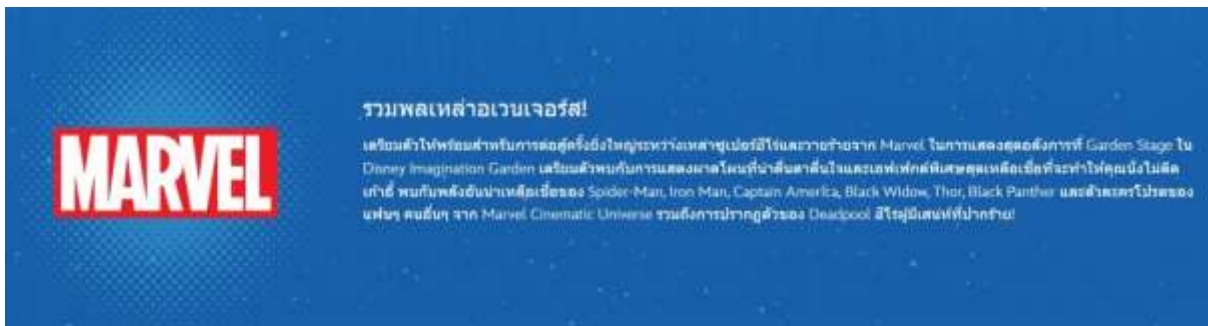 MARVEL
รวมพลเหล่าอเวนเจอร์ส!
เตรียมตัวให้พร้อมสำหรับการต่อสู้ครั้งยิ่งใหญ่ระหว่างเหล่าซูเปอร์ฮีโร่และวายร้ายจาก Marvel ในการแสดงสุดอลังการที่ Garden Stage ใน
Disney Imagination Garden เตรียมตัวพบกับการแสดงผาดโผนที่น่าตื่นตาตื่นใจและเอฟเฟกต์พิเศษสุดเหลือเชื่อที่จะทำให้คุณนั่งไม่ติด
เก้าอี้ พบกับพลังอันน่าเหลือเชื่อของ Spider-Man, Iron Man, Captain America, Black Widow, Thor, Black Panther และตัวละครโปรดของ
แฟนๆ คนอื่นๆ จาก Marvel Cinematic Universe รวมถึงการปรากฏตัวของ Deadpool ฮีโร่ผู้มีเสน่ห์ที่ปากร้าย!